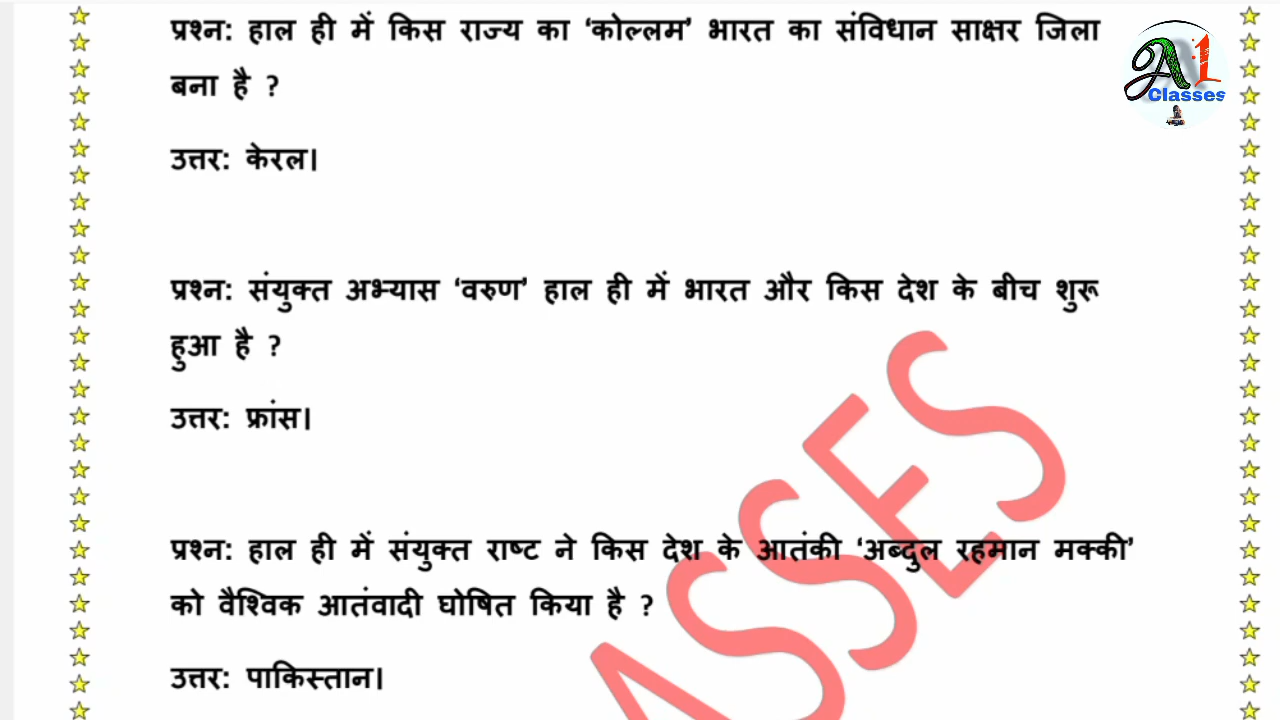 प्रश्न: हाल ही में किस राज्य का ‘कोल्लम’ भारत का संविधान साक्षर जिला
बना है ?
उत्तर: केरल।
प्रश्न: संयुक्त अभ्यास ‘वरुण’ हाल ही में भारत और किस देश के बीच शुरू
हुआ है ?
उत्तर: फ्रांस।
प्रश्न: हाल ही में संयुक्त राष्ट ने किस देश के आतंकी ‘अब्दुल रहमान मक्की’
को वैश्विक आतंवादी घोषित किया है ?
उत्तर: पाकिस्तान।
A1
Classes
ASSES